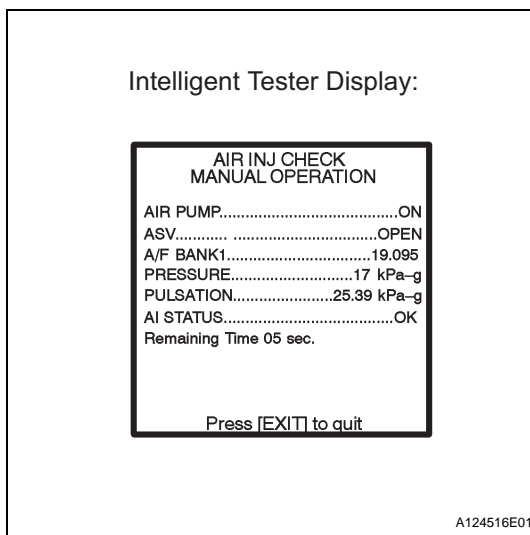 Intelligent Tester Display:
AIR INJ CHECK
MANUAL OPERATION
AIR PUMP.........................................ON
ASV............ .................................OPEN
A/F BANK1.................................19.095
PRESSURE............................17 kPa–g
PULSATION.......................25.39 kPa–g
AI STATUS.......................................OK
Remaining Time 05 sec.
Press [EXIT] to quit
A124516E01